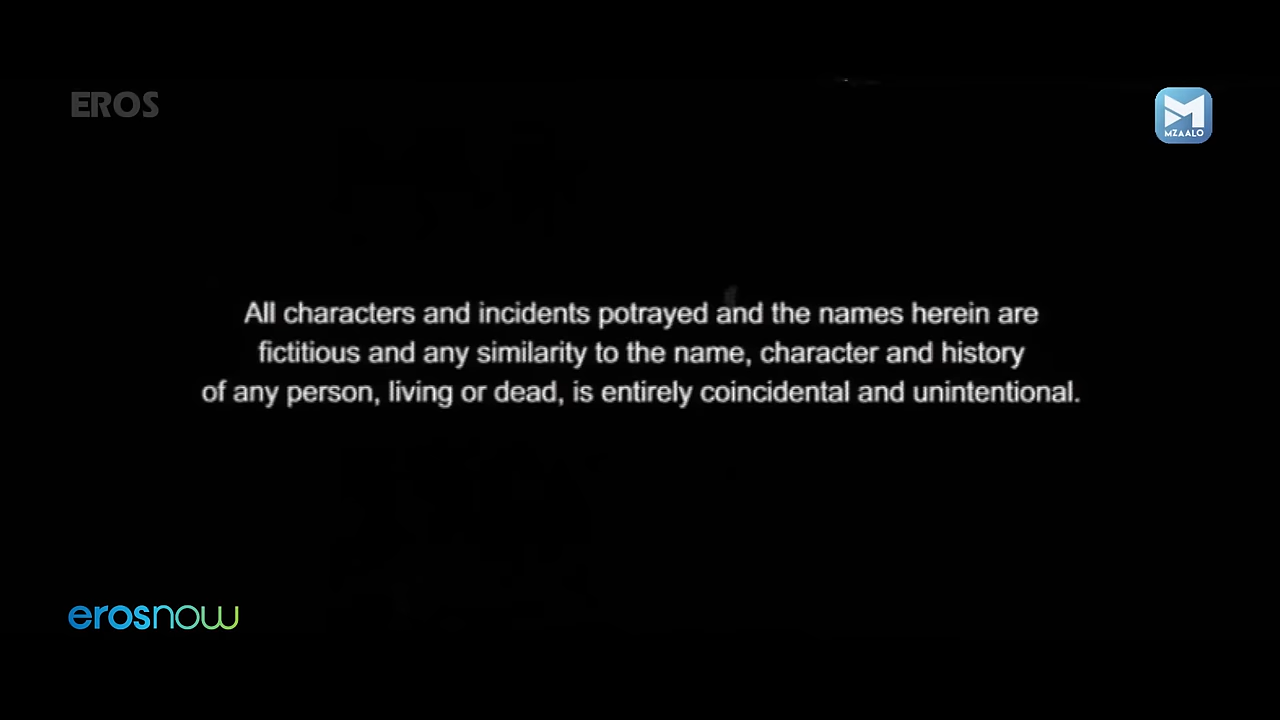 EROS
MZAALO
All characters and incidents potrayed and the names herein are
fictitious and any similarity to the name, character and history
of any person, living or dead, is entirely coincidental and unintentional.
erosnow